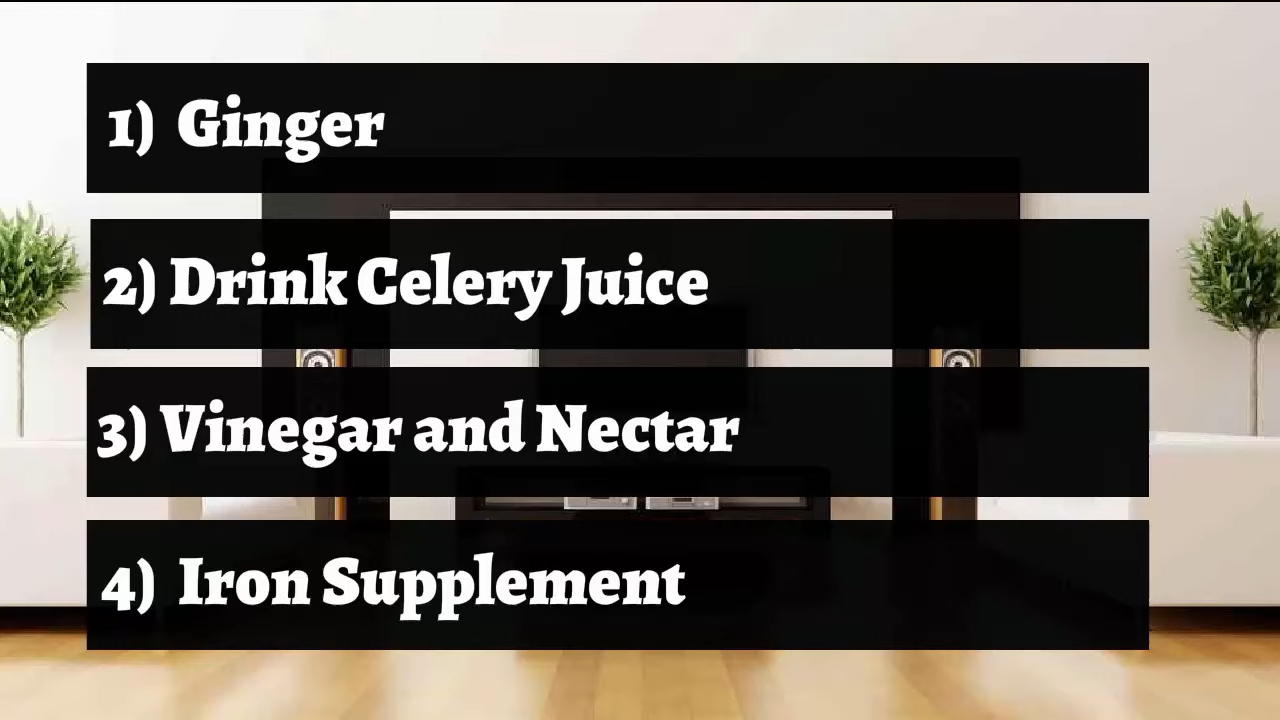 1) Ginger
2) Drink Celery Juice
3) Vinegar and Nectar
4) Iron Supplement